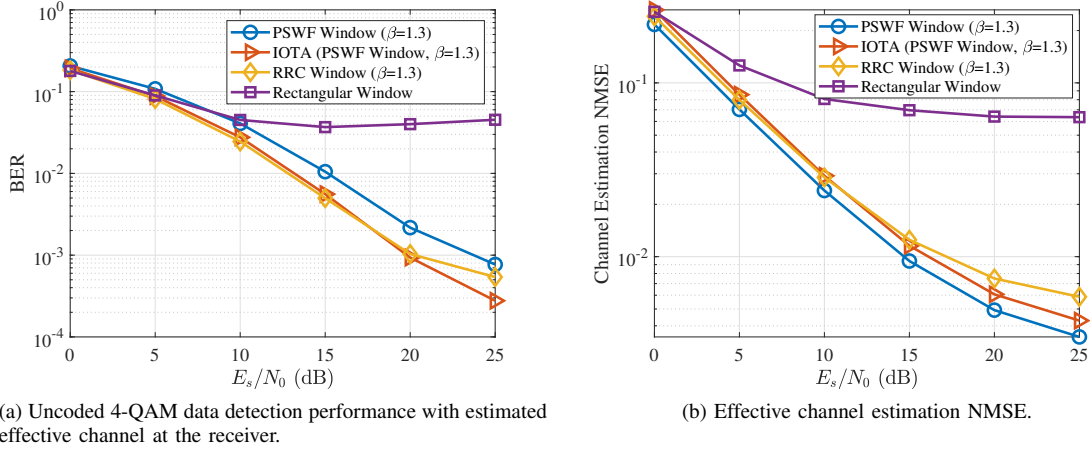 10^0
10^-1
10^-2
10^-3
10^-4
BER
0 5 10 15 20 25
E_s/N_0 (dB)
PSWF Window (β=1.3)
IOTA (PSWF Window, β=1.3)
RRC Window (β=1.3)
Rectangular Window
(a) Uncoded 4-QAM data detection performance with estimated
effective channel at the receiver.
10^-1
10^-2
Channel Estimation NMSE
0 5 10 15 20 25
E_s/N_0 (dB)
PSWF Window (β=1.3)
IOTA (PSWF Window, β=1.3)
RRC Window (β=1.3)
Rectangular Window
(b) Effective channel estimation NMSE.